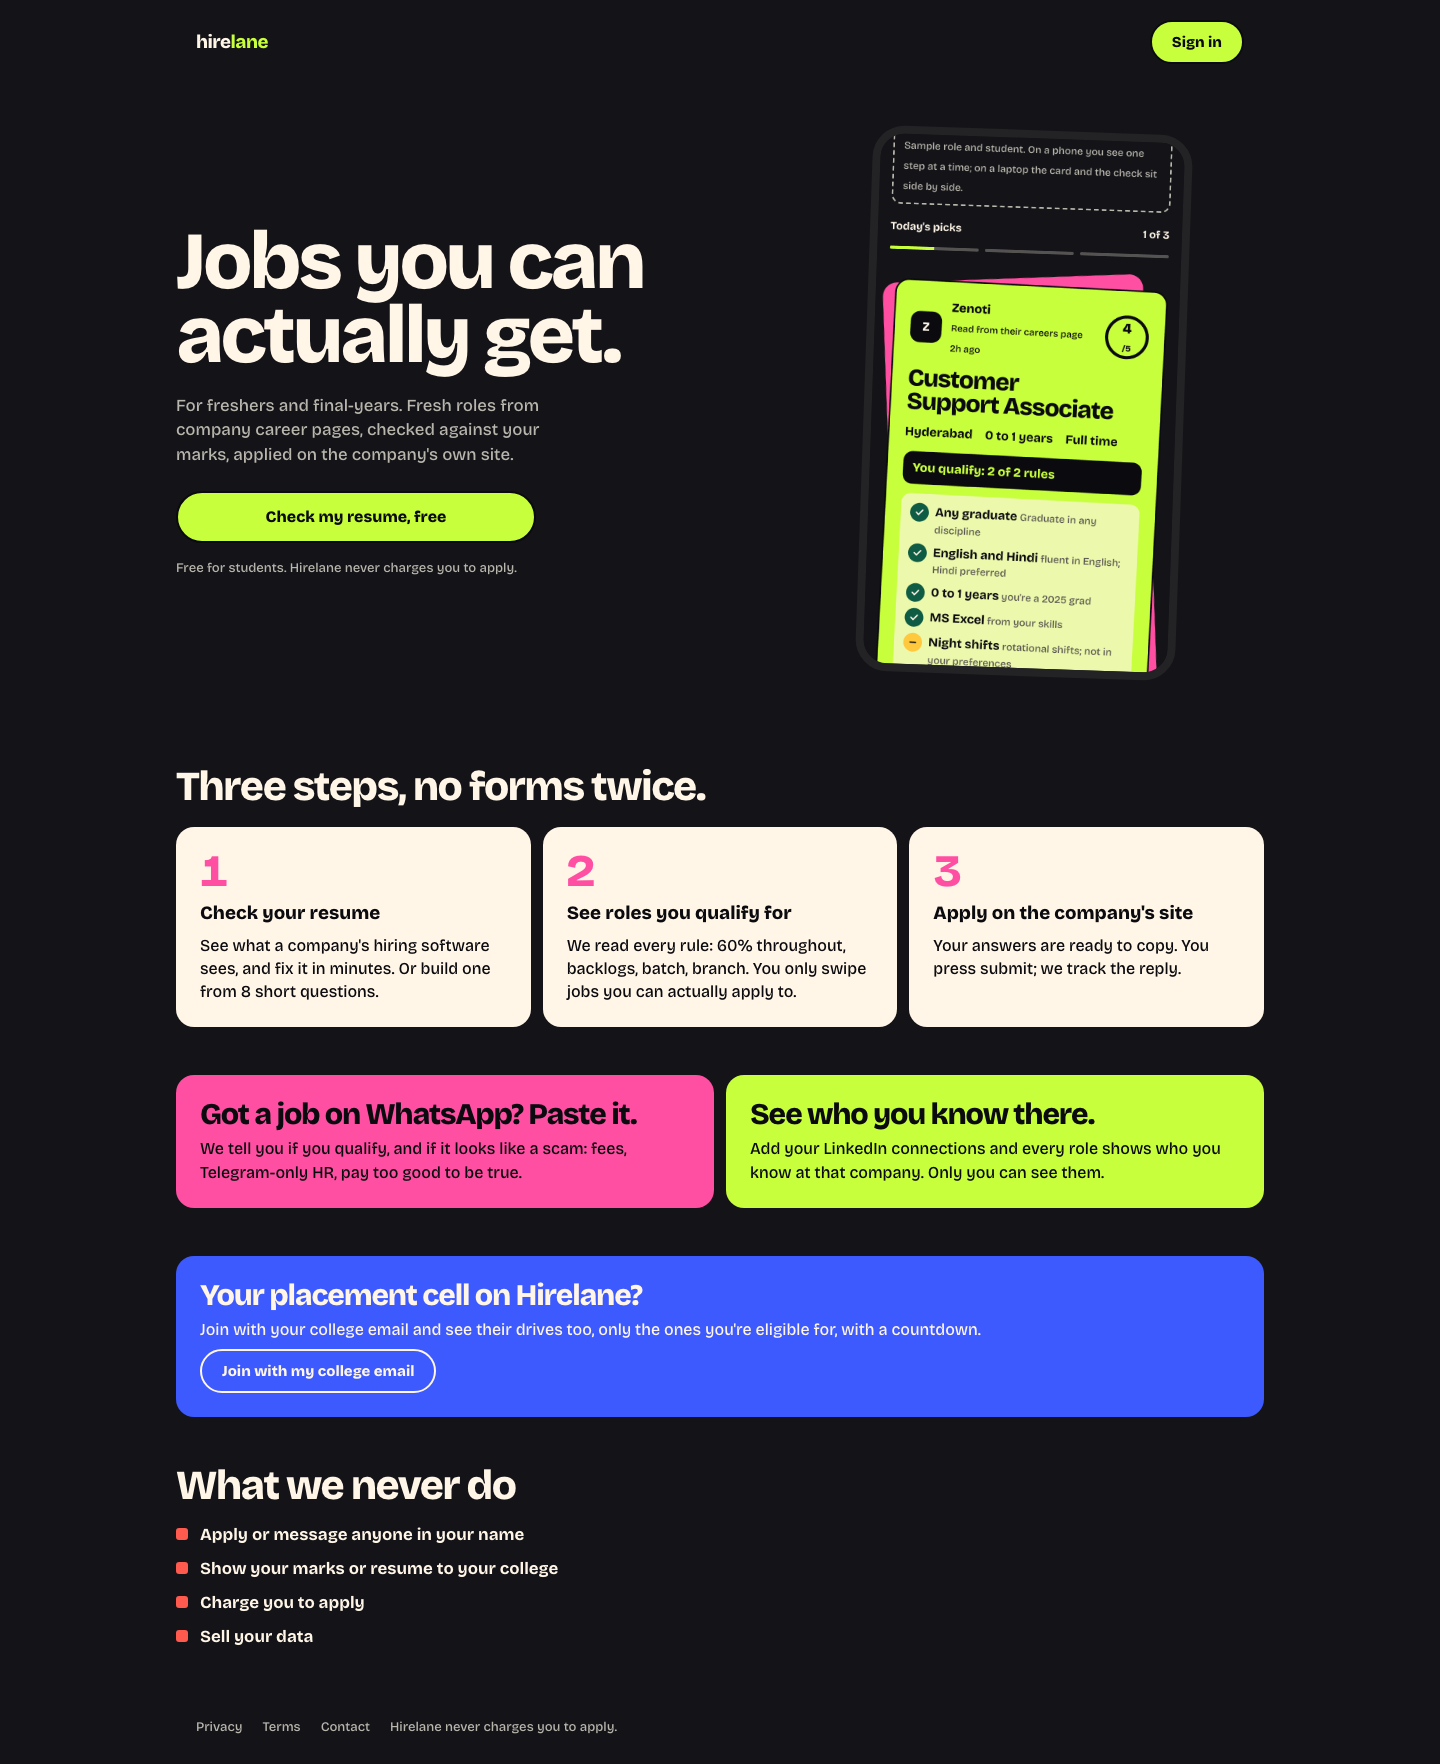 hirelane
Sign in
Jobs you can
actually get.
For freshers and final-years. Fresh roles from
company career pages, checked against your
marks, applied on the company's own site.
Check my resume, free
Free for students. Hirelane never charges you to apply.
Sample role and student. On a phone you see one
step at a time; on a laptop the card and the check sit
side by side.
Today's picks
1 of 3
Z
Zenoti
Read from their careers page
2h ago
4
/5
Customer
Support Associate
Hyderabad 0 to 1 years Full time
You qualify: 2 of 2 rules
Any graduate Graduate in any
discipline
English and Hindi fluent in English;
Hindi preferred
0 to 1 years you're a 2025 grad
MS Excel from your skills
Night shifts rotational shifts; not in
your preferences
Three steps, no forms twice.
1
Check your resume
See what a company's hiring software
sees, and fix it in minutes. Or build one
from 8 short questions.
2
See roles you qualify for
We read every rule: 60% throughout,
backlogs, batch, branch. You only swipe
jobs you can actually apply to.
3
Apply on the company's site
Your answers are ready to copy. You
press submit; we track the reply.
Got a job on WhatsApp? Paste it.
We tell you if you qualify, and if it looks like a scam: fees,
Telegram-only HR, pay too good to be true.
See who you know there.
Add your LinkedIn connections and every role shows who you
know at that company. Only you can see them.
Your placement cell on Hirelane?
Join with your college email and see their drives too, only the ones you're eligible for, with a countdown.
Join with my college email
What we never do
Apply or message anyone in your name
Show your marks or resume to your college
Charge you to apply
Sell your data
Privacy Terms Contact Hirelane never charges you to apply.